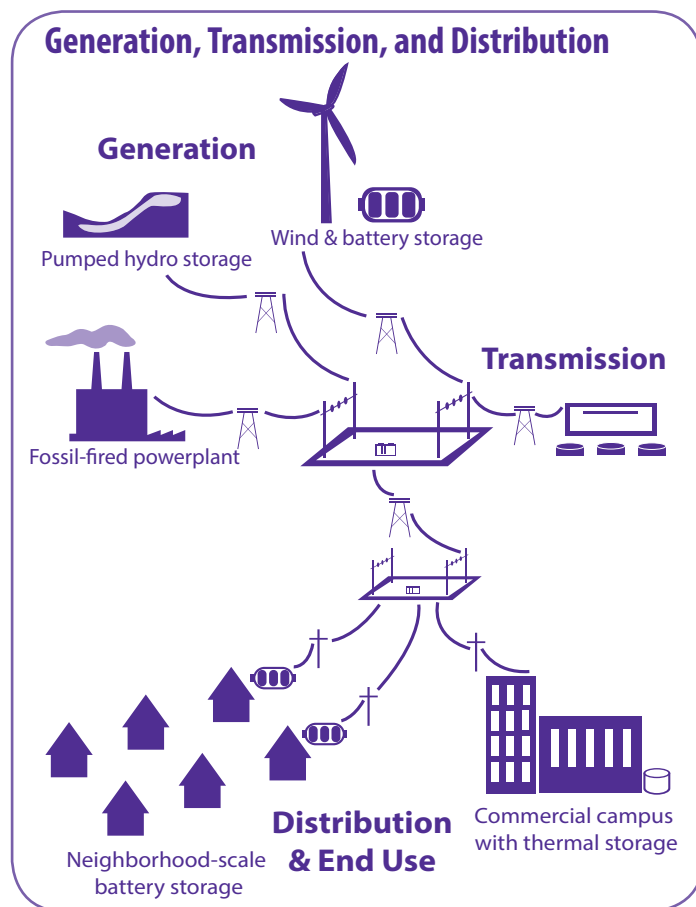 Generation, Transmission, and Distribution
Generation
Pumped hydro storage
Wind & battery storage
Transmission
Fossil-fired powerplant
Neighborhood-scale
battery storage
Distribution
& End Use
Commercial campus
with thermal storage